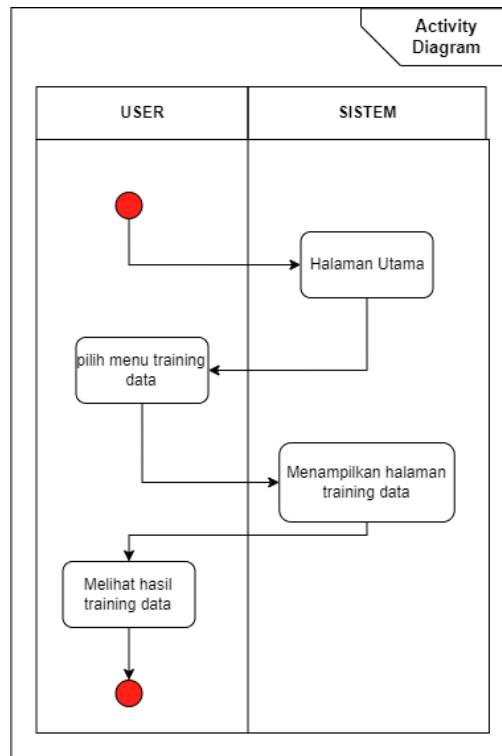 Activity
Diagram
USER
SISTEM
Halaman Utama
pilih menu training
data
Menampilkan halaman
training data
Melihat hasil
training data